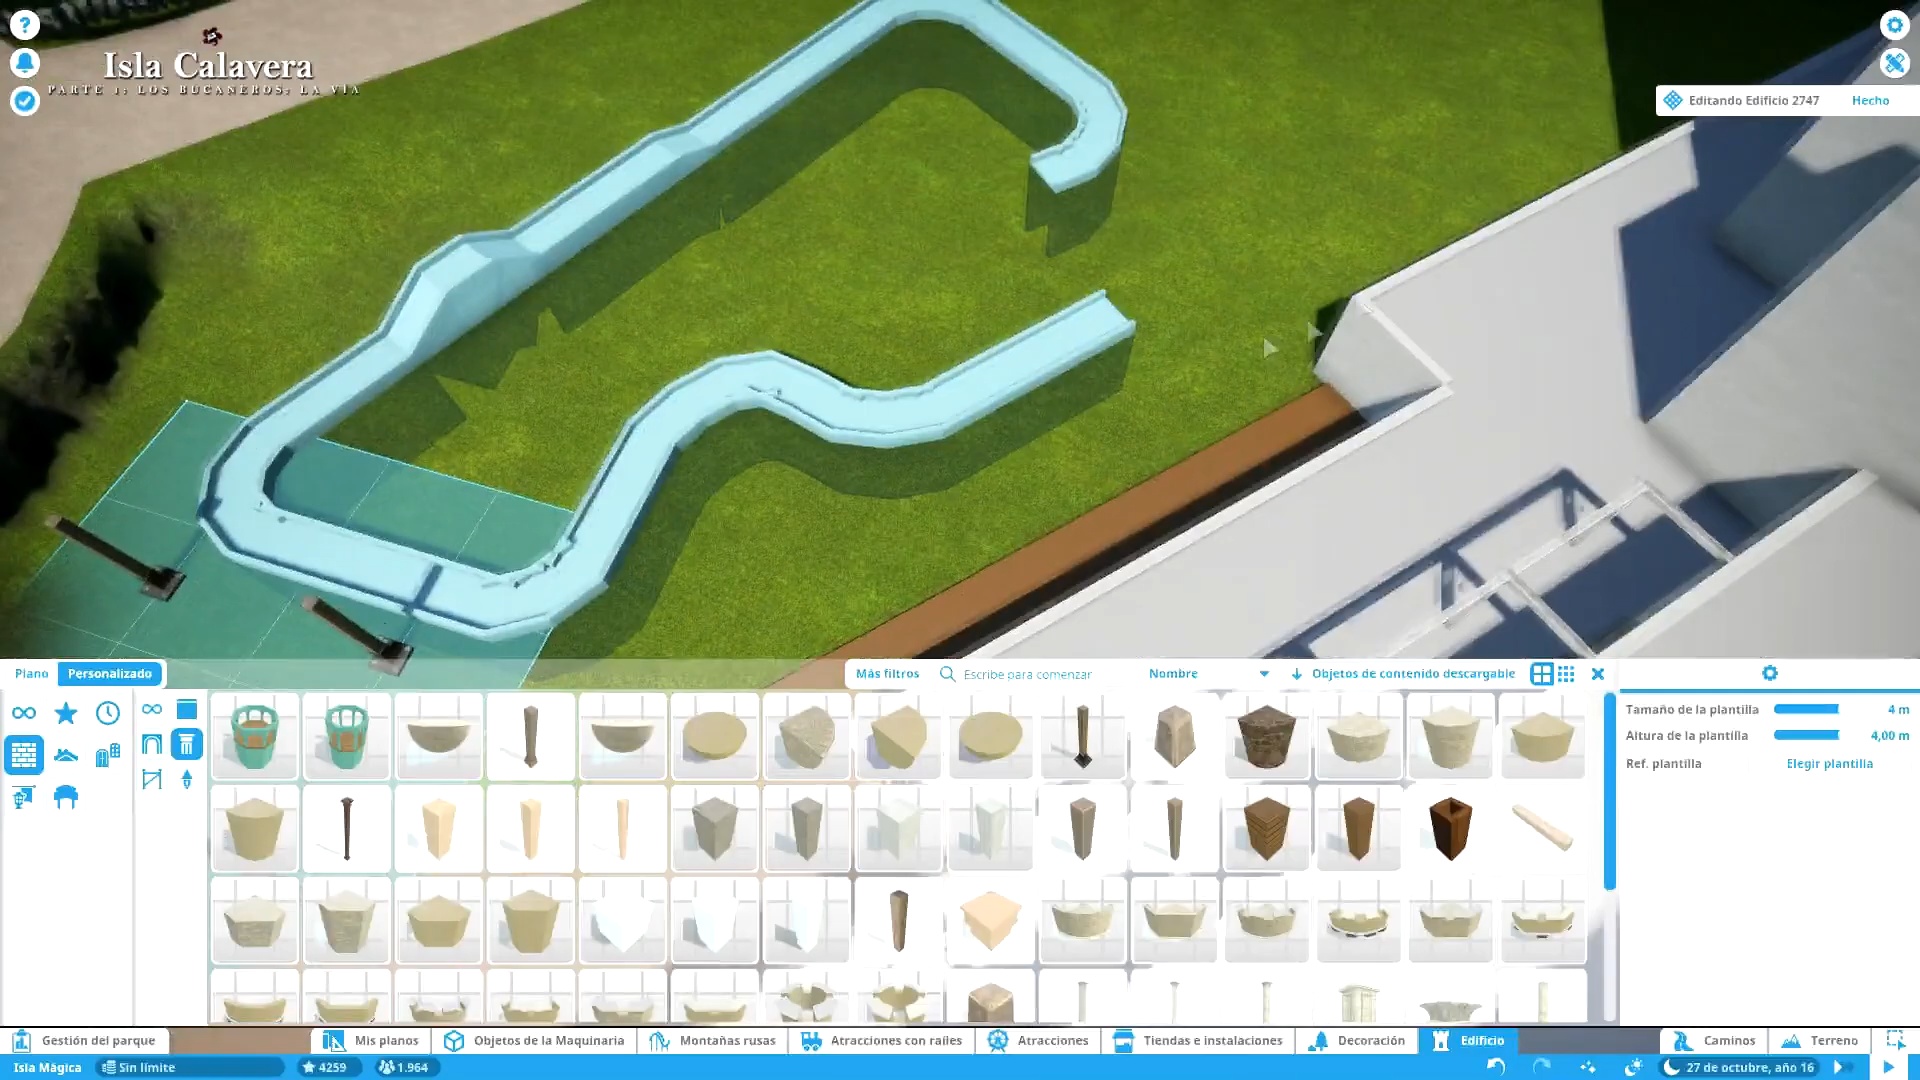 Isla Calavera
PARTE 1: LOS BUCANEROS: LA VÍA
Editando Edificio 2747 Hecho
Plano Personalizado
Más filtros Escribe para comenzar Nombre Objetos de contenido descargable
Tamaño de la plantilla 4 m
Altura de la plantilla 4,00 m
Ref. plantilla Elegir plantilla
Gestión del parque Mis planos Objetos de la Maquinaria Montañas rusas Atracciones con raíles Atracciones Tiendas e instalaciones Decoración Edificio Caminos Terreno
Isla Mágica Sin límite 4259 1.964 27 de octubre, año 16